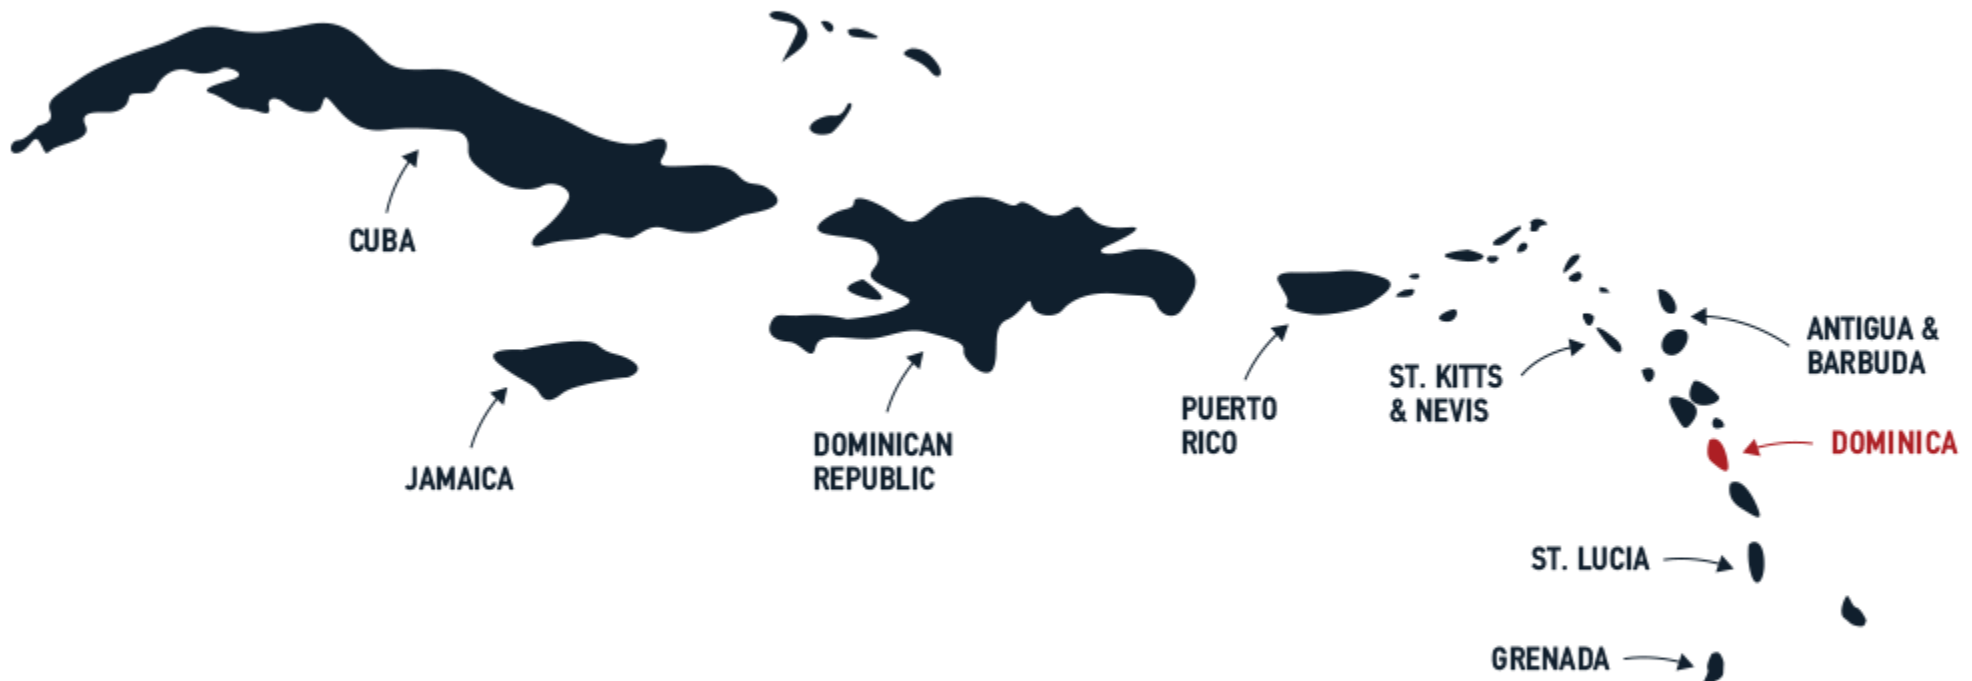 CUBA
JAMAICA
DOMINICAN
REPUBLIC
PUERTO
RICO
ST. KITTS
& NEVIS
ANTIGUA &
BARBUDA
DOMINICA
ST. LUCIA
GRENADA